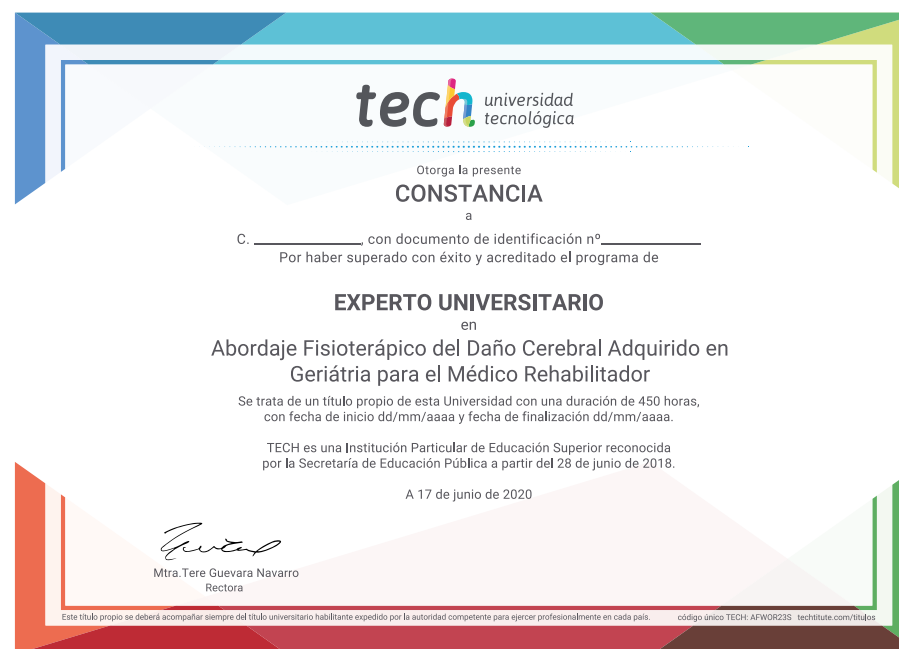 tech universidad
tecnológica
Otorga la presente
CONSTANCIA
a
C. ____________, con documento de identificación nº____________
Por haber superado con éxito y acreditado el programa de
EXPERTO UNIVERSITARIO
en
Abordaje Fisioterápico del Daño Cerebral Adquirido en
Geriátria para el Médico Rehabilitador
Se trata de un título propio de esta Universidad con una duración de 450 horas,
con fecha de inicio dd/mm/aaaa y fecha de finalización dd/mm/aaaa.
TECH es una Institución Particular de Educación Superior reconocida
por la Secretaría de Educación Pública a partir del 28 de junio de 2018.
A 17 de junio de 2020
Mtra.Tere Guevara Navarro
Rectora
Este título propio se deberá acompañar siempre del título universitario habilitante expedido por la autoridad competente para ejercer profesionalmente en cada país. código único TECH: AFWOR23S techtitute.com/titulos